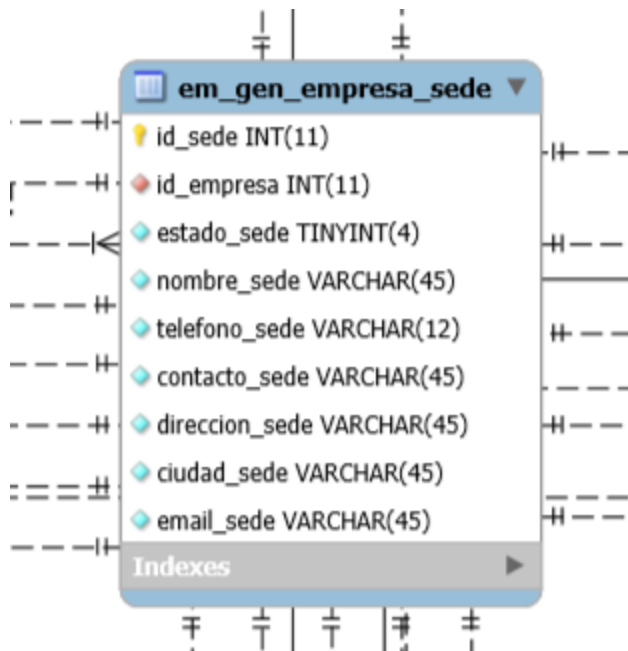 em_gen_empresa_sede
id_sede INT(11)
id_empresa INT(11)
estado_sede TINYINT(4)
nombre_sede VARCHAR(45)
telefono_sede VARCHAR(12)
contacto_sede VARCHAR(45)
direccion_sede VARCHAR(45)
ciudad_sede VARCHAR(45)
email_sede VARCHAR(45)
Indexes